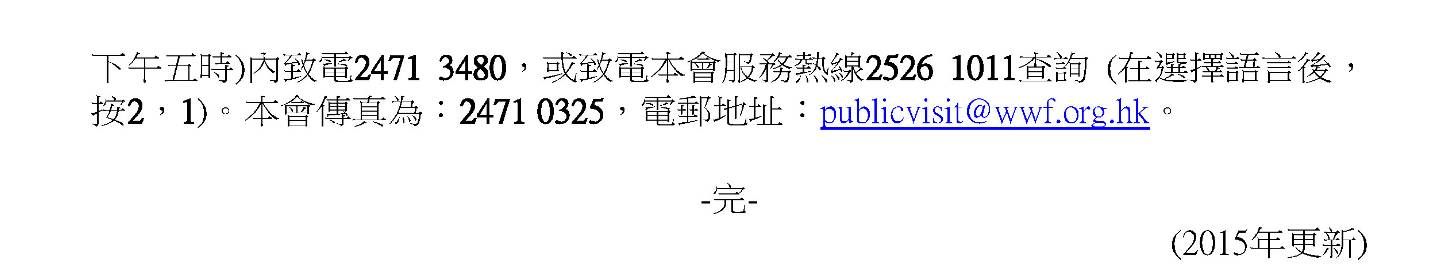 下午五時)內致電2471 3480，或致電本會服務熱線2526 1011查詢 (在選擇語言後，
按2，1)。本會傳真為：2471 0325，電郵地址：publicvisit@wwf.org.hk。
-完-
(2015年更新)